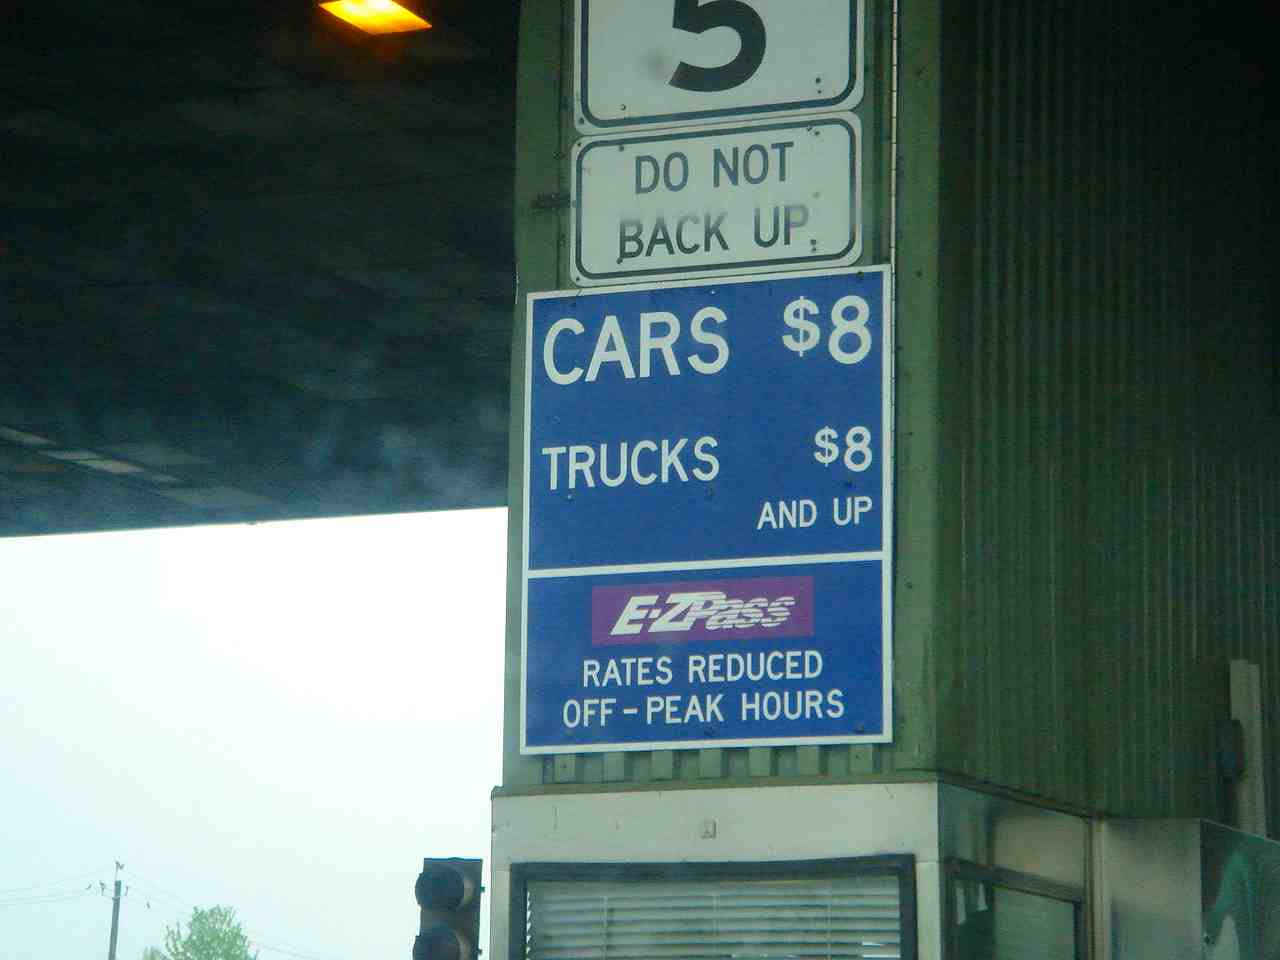 5
DO NOT
BACK UP
CARS $8
TRUCKS $8
AND UP
E-ZPass
RATES REDUCED
OFF-PEAK HOURS